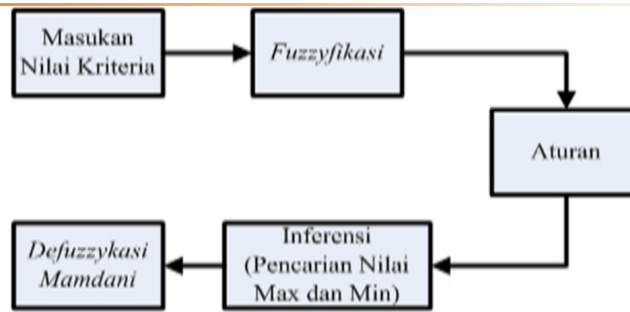 Masukan
Nilai Kriteria
Fuzzyfikasi
Aturan
Inferensi
(Pencarian Nilai
Max dan Min)
Defuzzykasi
Mamdani